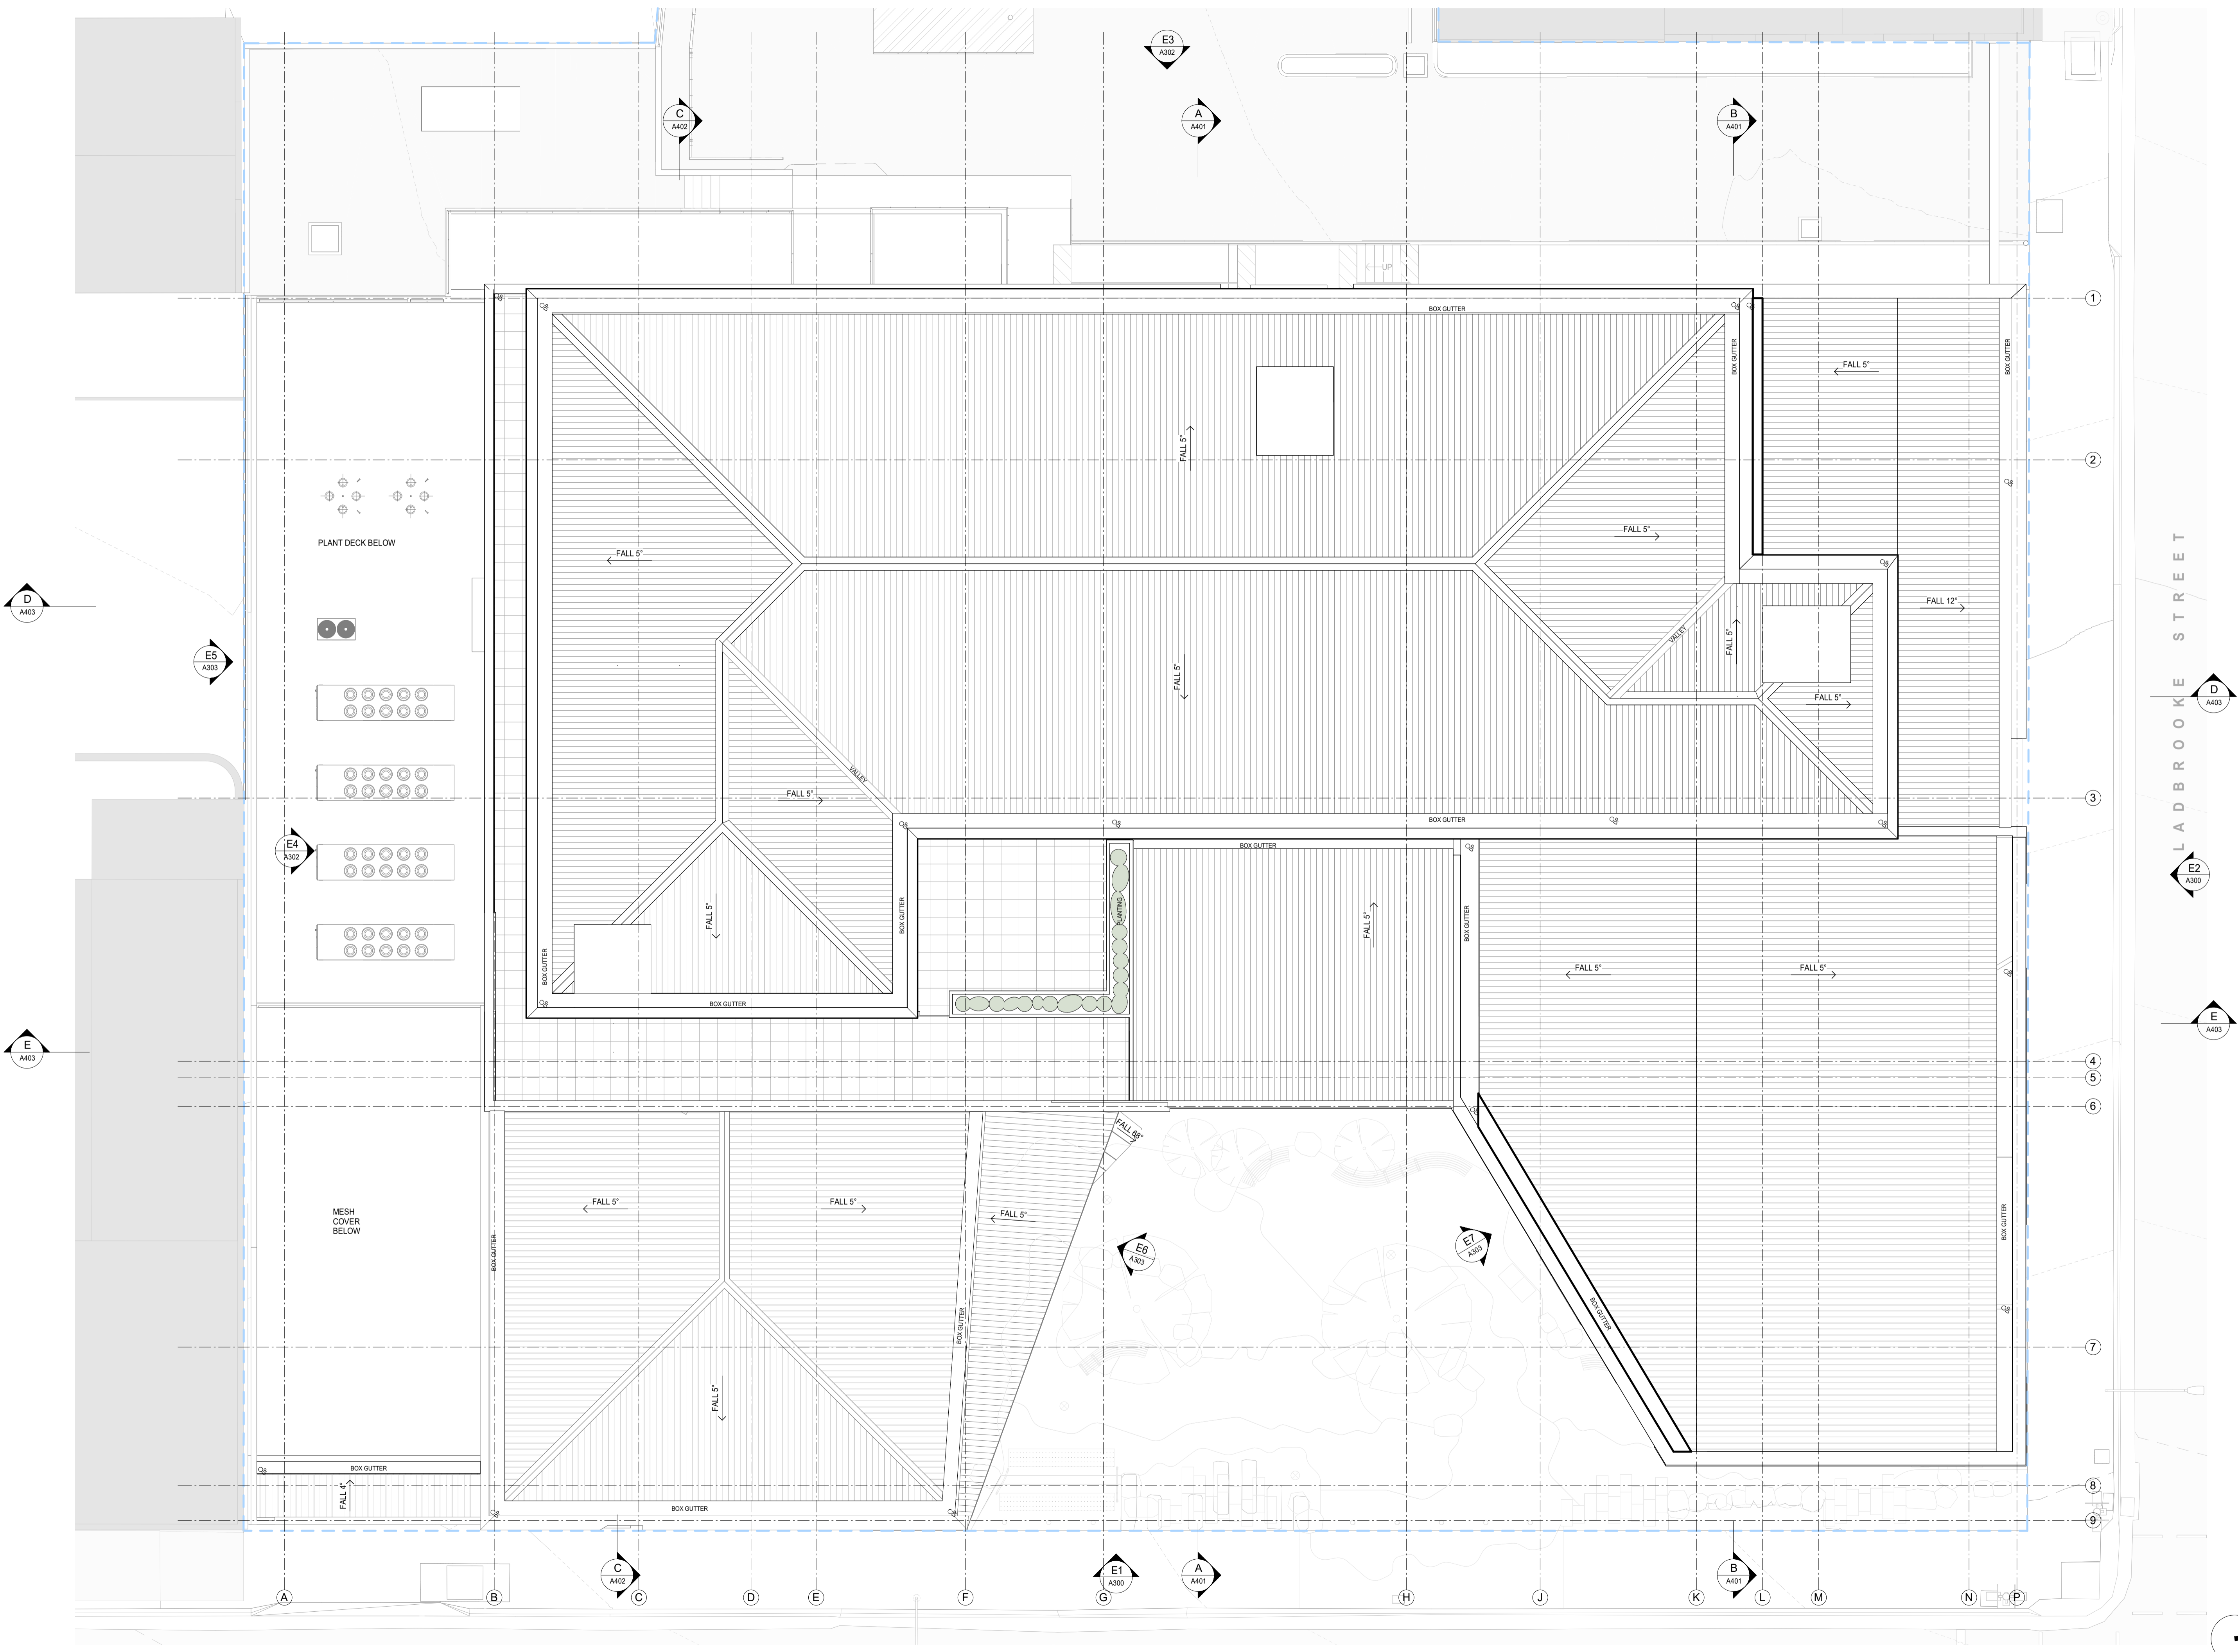 E3
A302
C
A402
A
A401
B
A401
UP
1
BOX GUTTER
BOX GUTTER
BOX GUTTER
FALL 5°
FALL 5°
2
FALL 5°
PLANT DECK BELOW
FALL 5°
D
A403
FALL 12°
FALL 5°
VALLEY
E5
A303
FALL 5°
FALL 5°
D
A403
LADBROOKE STREET
VALLEY
FALL 5°
3
BOX GUTTER
E4
A302
BOX GUTTER
E2
A300
PLANTING
FALL 5°
BOX GUTTER
FALL 5°
BOX GUTTER
BOX GUTTER
FALL 5°
FALL 5°
BOX GUTTER
E
A403
E
A403
4
5
6
FALL 68°
FALL 5°
FALL 5°
FALL 5°
MESH
COVER
BELOW
BOX GUTTER
E6
A303
E7
A303
BOX GUTTER
BOX GUTTER
BOX GUTTER
7
FALL 5°
BOX GUTTER
FALL 4°
8
BOX GUTTER
9
C
A402
E1
A300
A
A401
B
A401
A
B
C
D
E
F
G
H
J
K
L
M
N
P